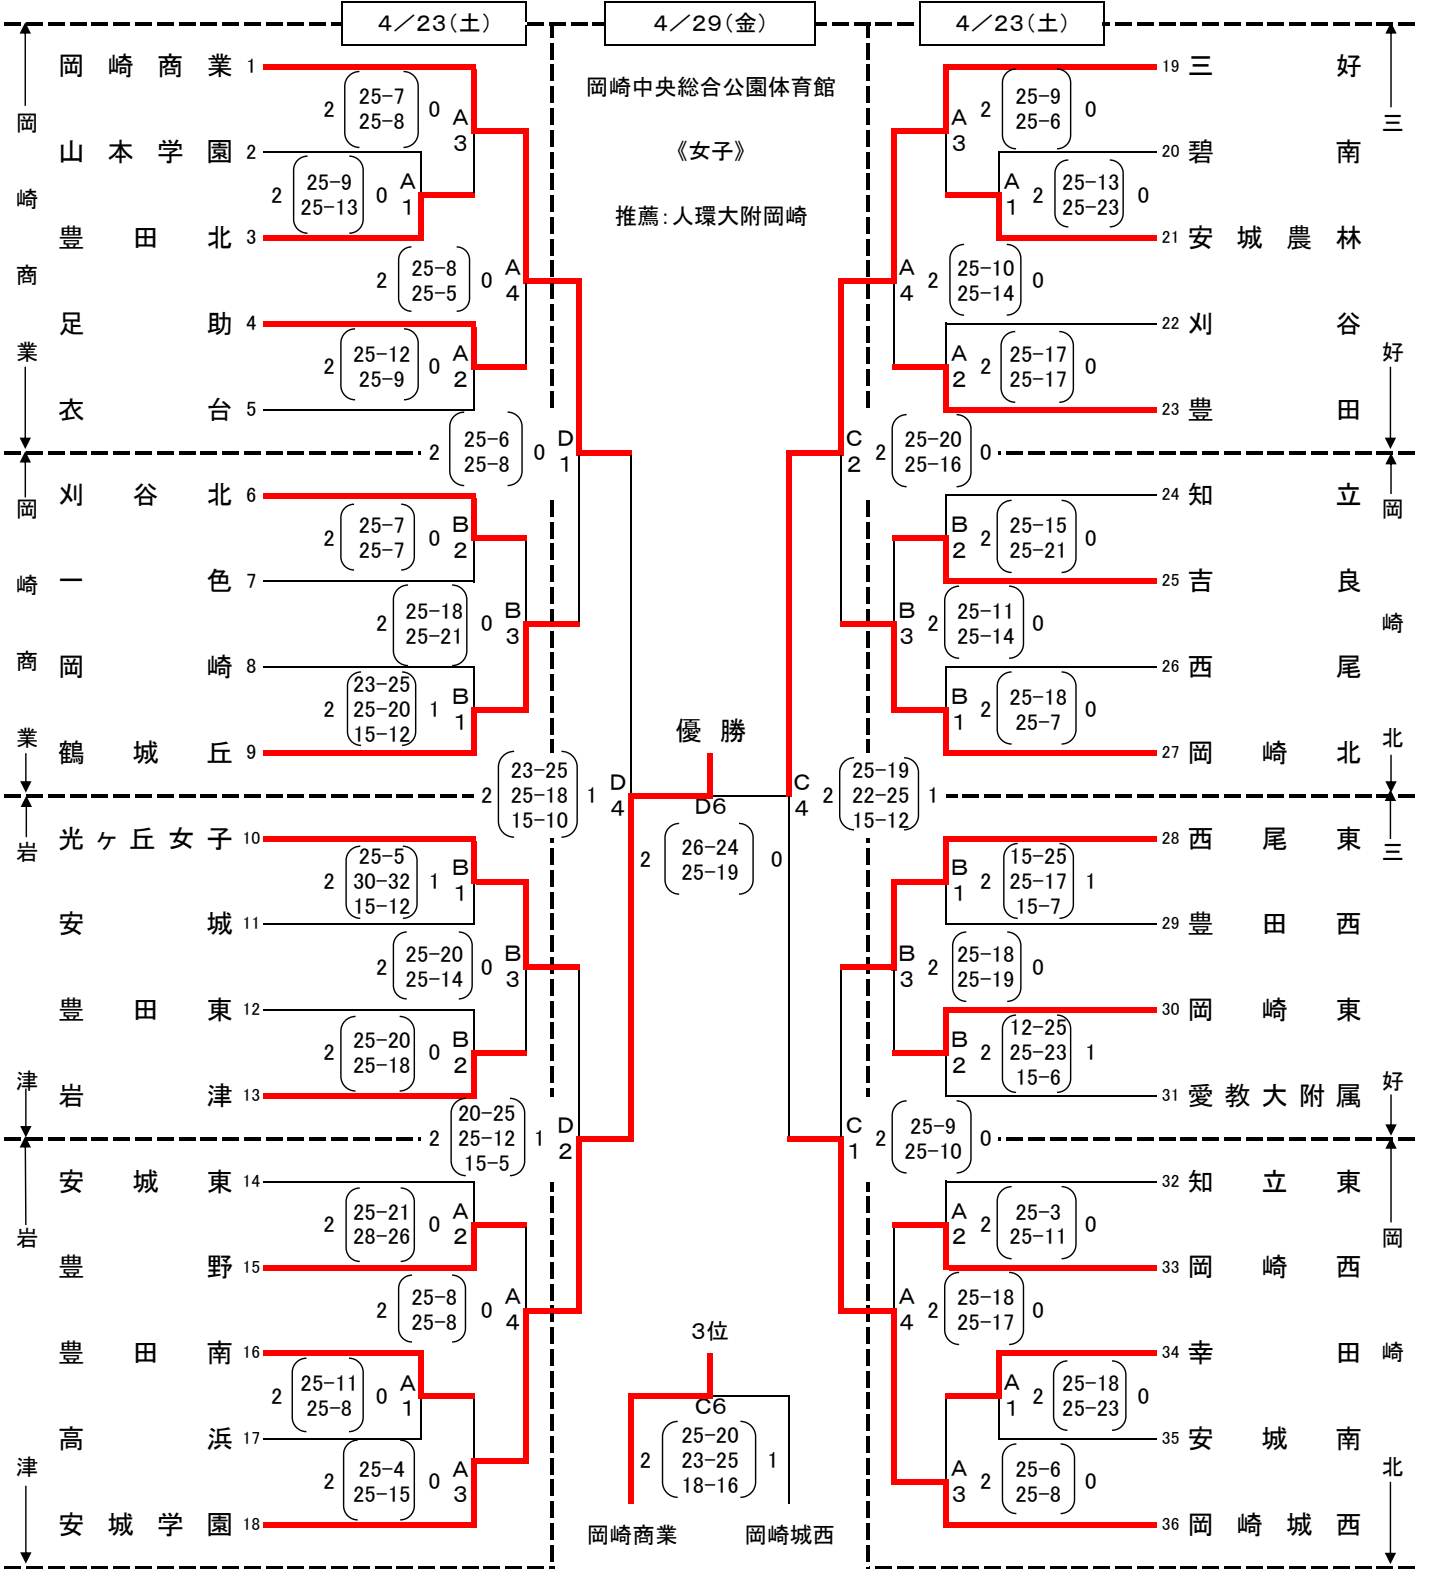 4／23(土)
4／29(金)
4／23(土)
岡崎中央総合公園体育館
《女子》
推薦：人環大附岡崎
岡崎商業
岡崎商業
岩津
岩津
岡崎商業 1
山本学園 2
豊田北 3
足助 4
衣台 5
刈谷北 6
一色 7
岡崎 8
鶴城丘 9
光ヶ丘女子 10
安城 11
豊田東 12
岩津 13
安城東 14
豊野 15
豊田南 16
高浜 17
安城学園 18
2 25-7 0 A3
25-8
2 25-9 0 A1
25-13
2 25-8 0 A4
25-5
2 25-12 0 A2
25-9
2 25-6 0 D1
25-8
2 25-7 0 B2
25-7
2 25-18 0 B3
25-21
23-25
2 25-20 1 B1
15-12
23-25
2 25-18 1 D4
15-10
25-5
2 30-32 1 B1
15-12
2 25-20 0 B3
25-14
2 25-20 0 B2
25-18
20-25
2 25-12 1 D2
15-5
2 25-21 0 A2
28-26
2 25-8 0 A4
25-8
2 25-11 0 A1
25-8
2 25-4 0 A3
25-15
優勝
D6
2 26-24 0
25-19
3位
C6
25-20
2 23-25 1
18-16
岡崎商業 岡崎城西
19 三好
20 碧南
21 安城農林
22 刈谷
23 豊田
24 知立
25 吉良
26 西尾
27 岡崎北
28 西尾東
29 豊田西
30 岡崎東
31 愛教大附属
32 知立東
33 岡崎西
34 幸田
35 安城南
36 岡崎城西
A3 2 25-9 0
25-6
A1 2 25-13 0
25-23
A4 2 25-10 0
25-14
A2 2 25-17 0
25-17
C2 2 25-20 0
25-16
B2 2 25-15 0
25-21
B3 2 25-11 0
25-14
B1 2 25-18 0
25-7
25-19
C4 2 22-25 1
15-12
15-25
B1 2 25-17 1
15-7
B3 2 25-18 0
25-19
12-25
B2 2 25-23 1
15-6
C1 2 25-9 0
25-10
A2 2 25-3 0
25-11
A4 2 25-18 0
25-17
A1 2 25-18 0
25-23
A3 2 25-6 0
25-8
三好
岡崎北
三好
岡崎北